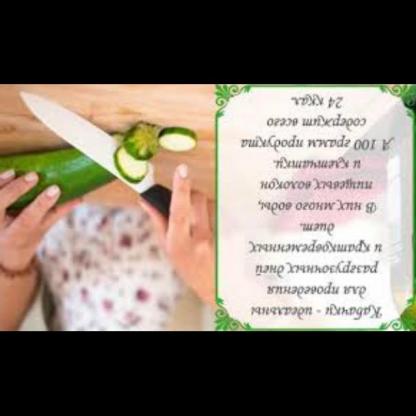 Кабачки - идеальны
для проведения
разгрузочных дней
и кратковременных
диет.
В них много воды,
пищевых волокон
и клетчатки.
А 100 грамм продукта
содержит всего
24 ккал.